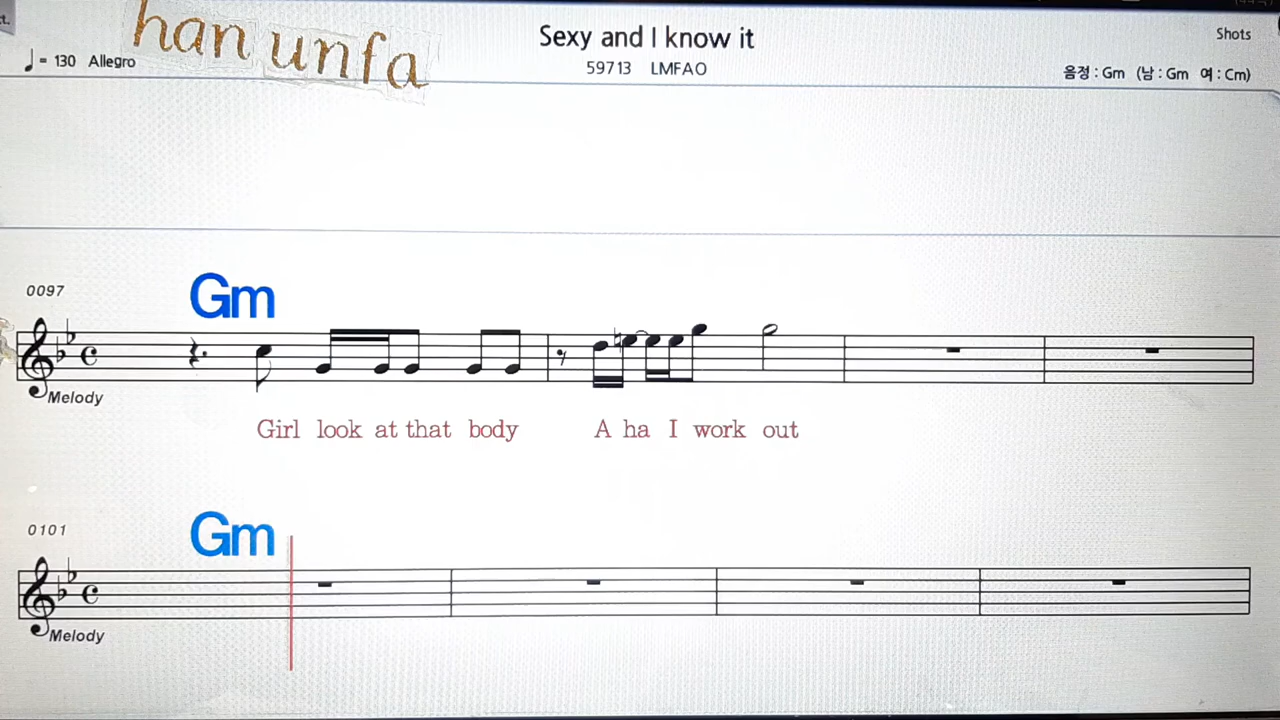 ct.
han unfa
Sexy and I know it
Shots
♩= 130 Allegro
59713 LMFAO
음정 : Gm (남 : Gm 여 : Cm)
0097
Gm
Melody
Girl look at that body A ha I work out
0101
Gm
Melody